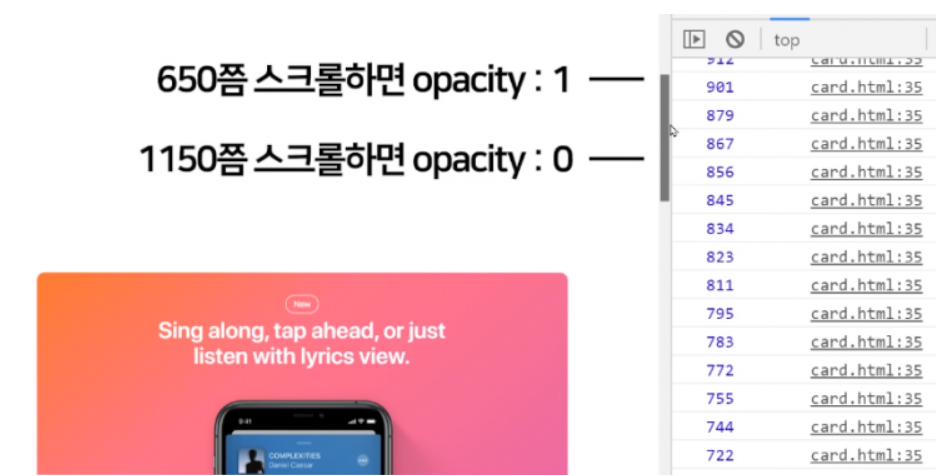 650쯤 스크롤하면 opacity : 1
1150쯤 스크롤하면 opacity : 0
New
Sing along, tap ahead, or just
listen with lyrics view.
9:41
COMPLEXITIES
Daniel Caesar
top
912 card.html:35
901 card.html:35
879 card.html:35
867 card.html:35
856 card.html:35
845 card.html:35
834 card.html:35
823 card.html:35
811 card.html:35
795 card.html:35
783 card.html:35
772 card.html:35
755 card.html:35
744 card.html:35
722 card.html:35